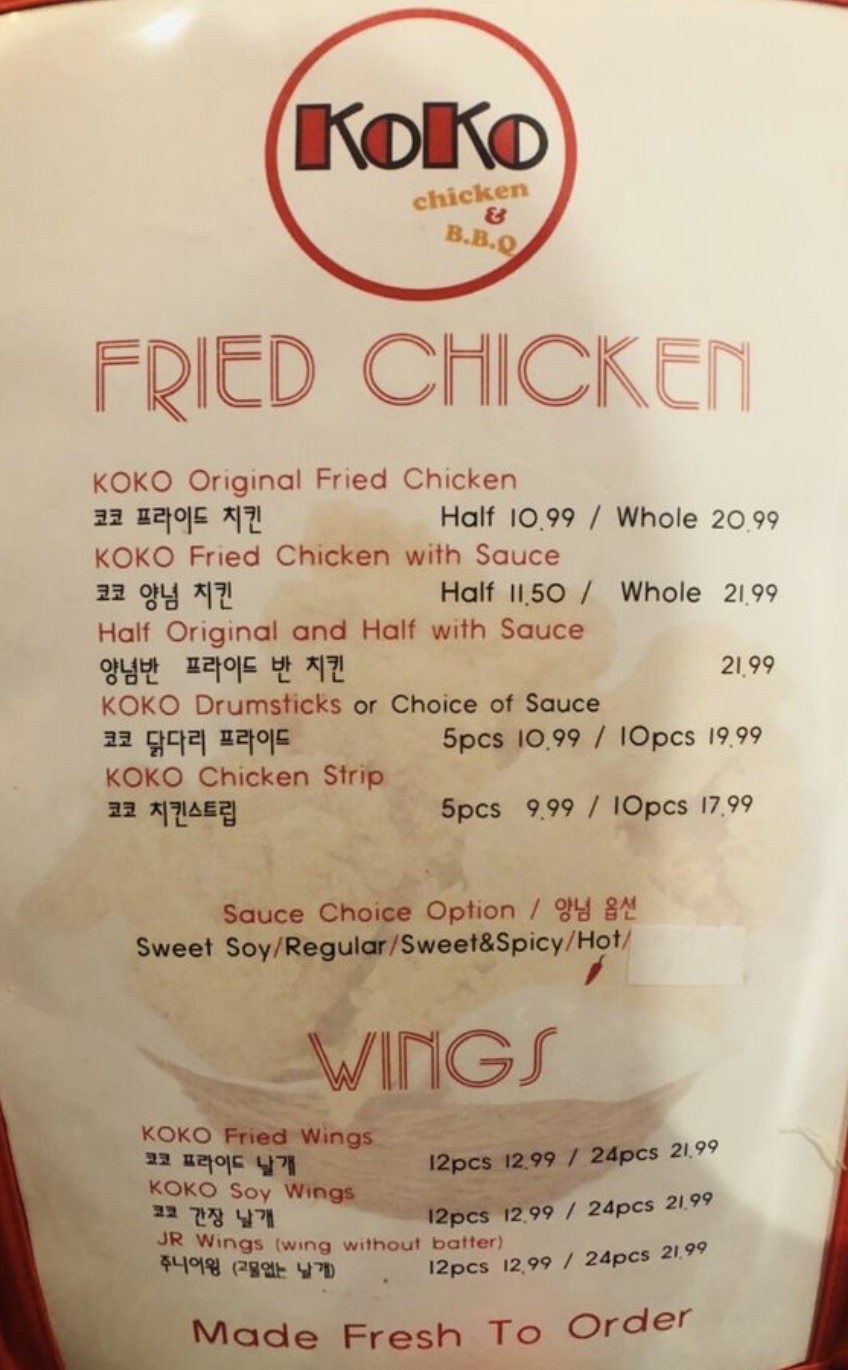 KOKO
chicken
&
B.B.Q
FRIED CHICKEN
KOKO Original Fried Chicken
코코 프라이드 치킨 Half 10.99 / Whole 20.99
KOKO Fried Chicken with Sauce
코코 양념 치킨 Half 11.50 / Whole 21.99
Half Original and Half with Sauce
양념반 프라이드 반 치킨 21.99
KOKO Drumsticks or Choice of Sauce
코코 닭다리 프라이드 5pcs 10.99 / 10pcs 19.99
KOKO Chicken Strip
코코 치킨스트립 5pcs 9.99 / 10pcs 17.99
Sauce Choice Option / 양념 옵션
Sweet Soy/Regular/Sweet&Spicy/Hot/
WINGS
KOKO Fried Wings
코코 프라이드 날개 12pcs 12.99 / 24pcs 21.99
KOKO Soy Wings
코코 간장 날개 12pcs 12.99 / 24pcs 21.99
JR Wings (wing without batter)
주니어윙 (고물없는 날개) 12pcs 12.99 / 24pcs 21.99
Made Fresh To Order